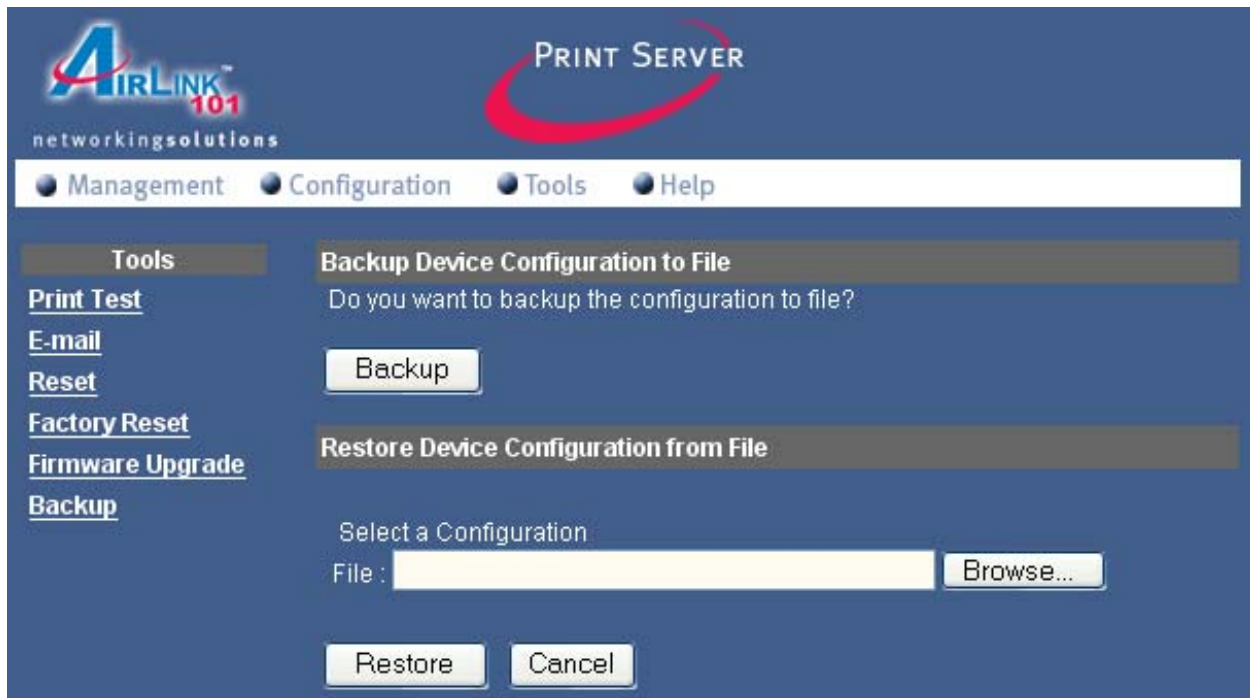 AIRLINK™
101
networkingsolutions
PRINT SERVER
Management Configuration Tools Help
Tools
Print Test
E-mail
Reset
Factory Reset
Firmware Upgrade
Backup
Backup Device Configuration to File
Do you want to backup the configuration to file?
Backup
Restore Device Configuration from File
Select a Configuration
File : Browse...
Restore Cancel